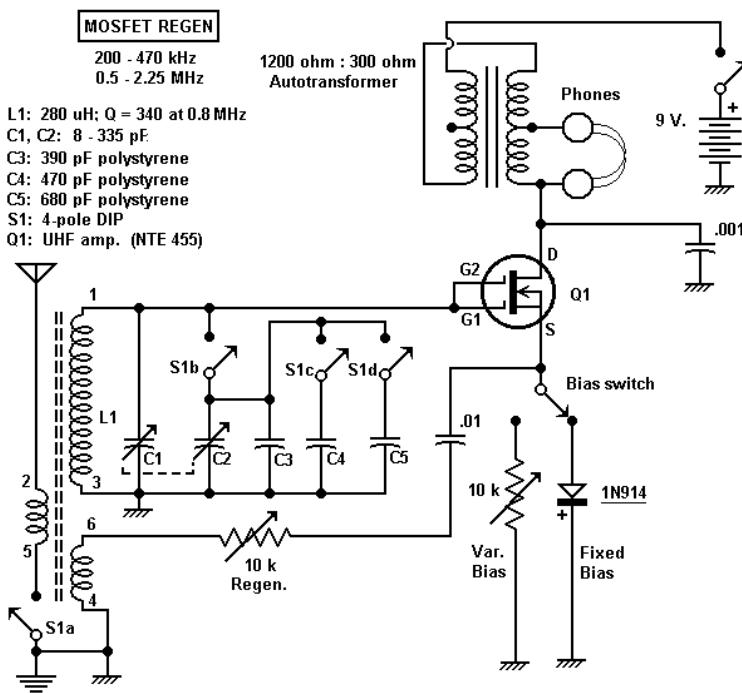 MOSFET REGEN
200 - 470 kHz
0.5 - 2.25 MHz
1200 ohm : 300 ohm
Autotransformer
L1: 280 uH; Q = 340 at 0.8 MHz
C1, C2: 8 - 335 pF
C3: 390 pF polystyrene
C4: 470 pF polystyrene
C5: 680 pF polystyrene
S1: 4-pole DIP
Q1: UHF amp. (NTE 455)
Phones
9 V.
+
.001
D
G2
Q1
G1
S
1
S1b
S1c
S1d
Bias switch
L1
C1
C2
C3
C4
C5
.01
2
3
10 k
1N914
+
6
5
10 k
Regen.
Var.
Bias
Fixed
Bias
4
S1a